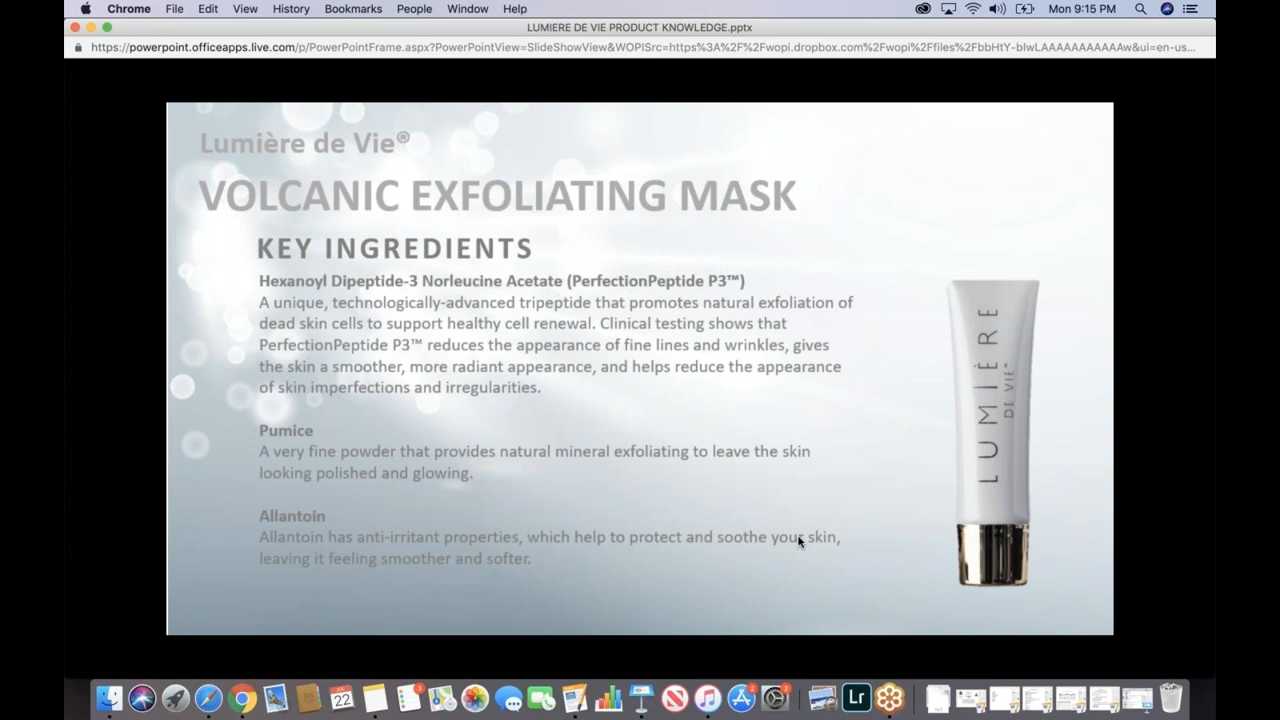 Chrome File Edit View History Bookmarks People Window Help Mon 9:15 PM
LUMIERE DE VIE PRODUCT KNOWLEDGE.pptx
https://powerpoint.officeapps.live.com/p/PowerPointFrame.aspx?PowerPointView=SlideShowView&WOPISrc=https%3A%2F%2Fwopi.dropbox.com%2Fwopi%2Ffiles%2FbbHtY-bIwLAAAAAAAAAAAw&ui=en-us...
Lumière de Vie®
VOLCANIC EXFOLIATING MASK
KEY INGREDIENTS
Hexanoyl Dipeptide-3 Norleucine Acetate (PerfectionPeptide P3™)
A unique, technologically-advanced tripeptide that promotes natural exfoliation of
dead skin cells to support healthy cell renewal. Clinical testing shows that
PerfectionPeptide P3™ reduces the appearance of fine lines and wrinkles, gives
the skin a smoother, more radiant appearance, and helps reduce the appearance
of skin imperfections and irregularities.
Pumice
A very fine powder that provides natural mineral exfoliating to leave the skin
looking polished and glowing.
Allantoin
Allantoin has anti-irritant properties, which help to protect and soothe your skin,
leaving it feeling smoother and softer.
LUMIÈRE
DE VIE™
22
Lr